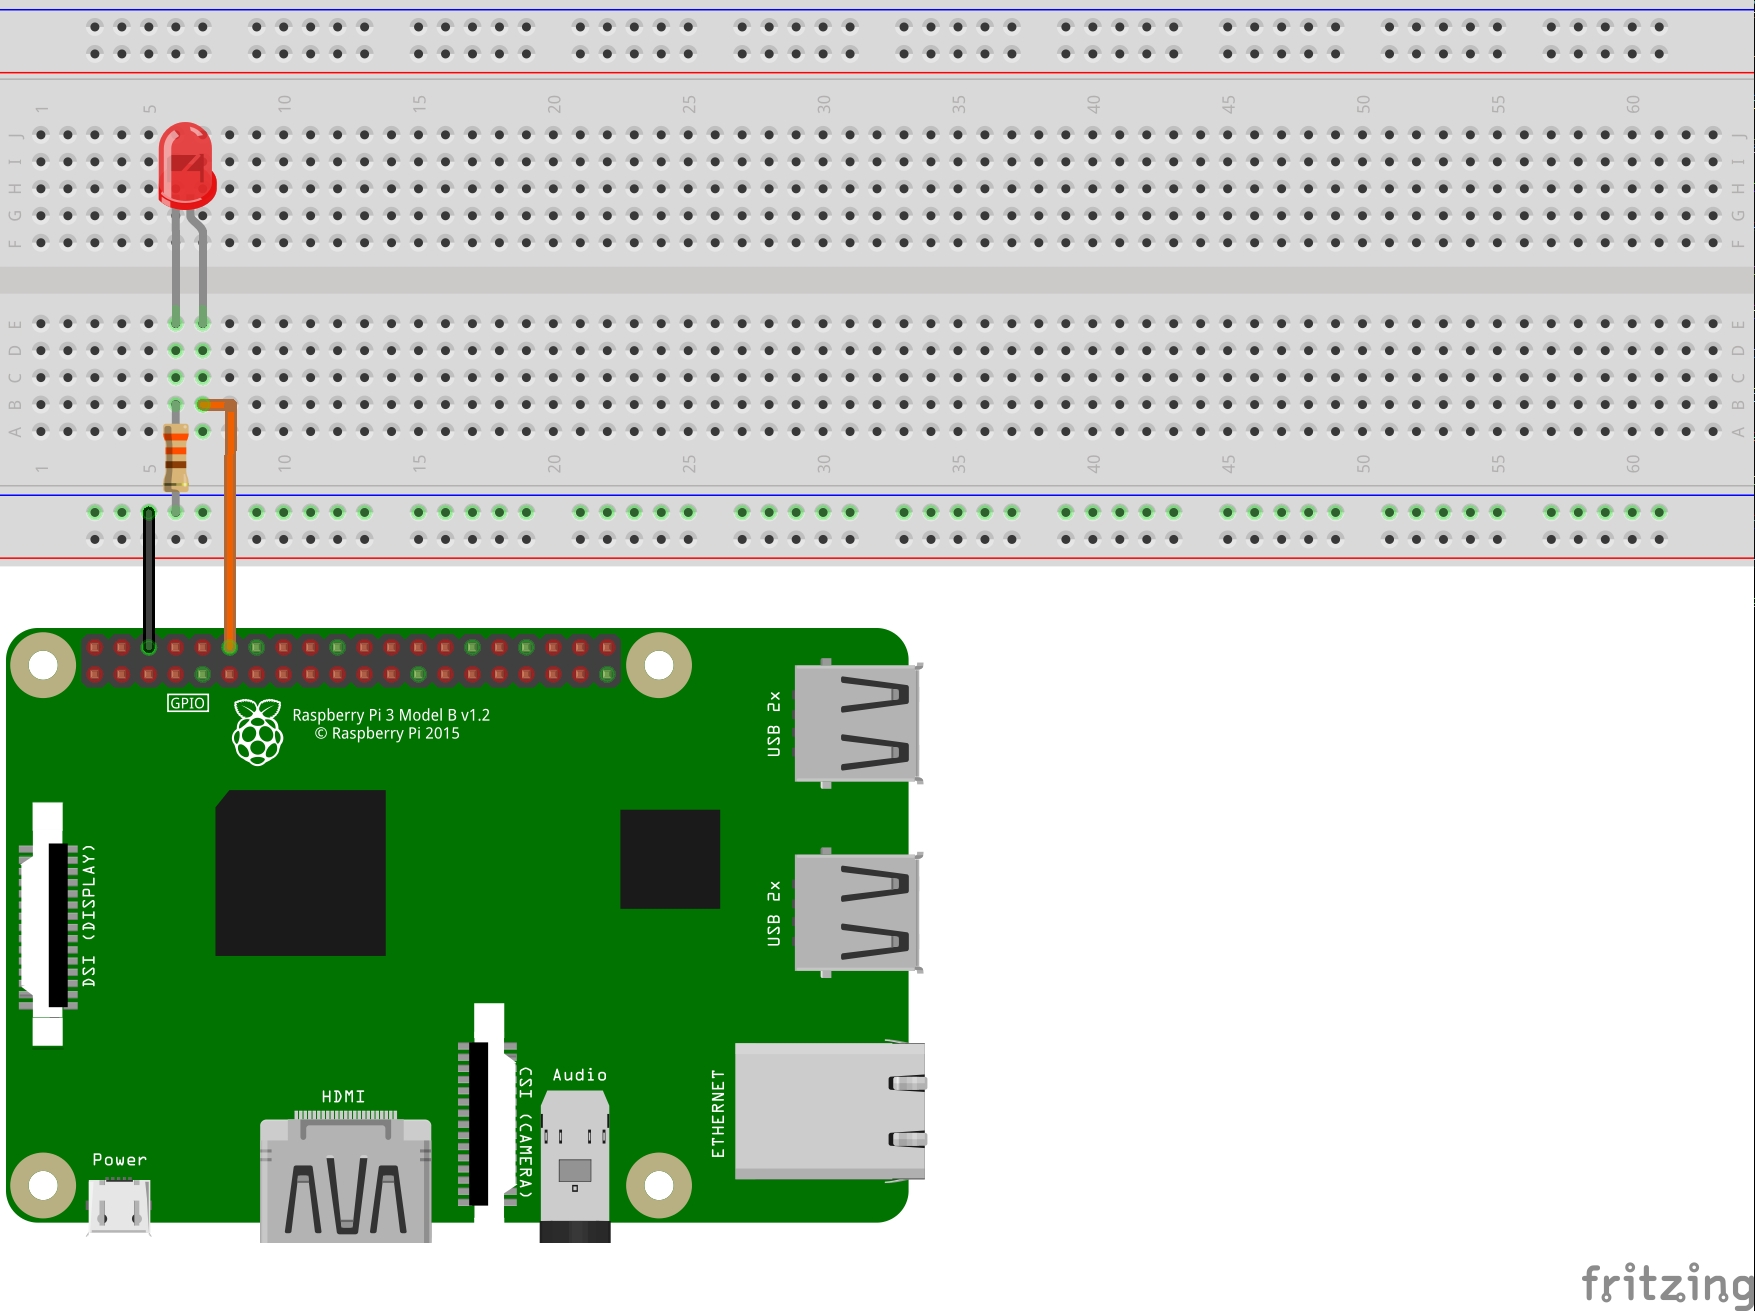 1 5 10 15 20 25 30 35 40 45 50 55 60
J J
I I
H H
G G
F F
E E
D D
C C
B B
A A
1 5 10 15 20 25 30 35 40 45 50 55 60
GPIO
Raspberry Pi 3 Model B v1.2
© Raspberry Pi 2015
USB 2x
DSI (DISPLAY)
USB 2x
HDMI
CSI (CAMERA)
Audio
ETHERNET
Power
fritzing